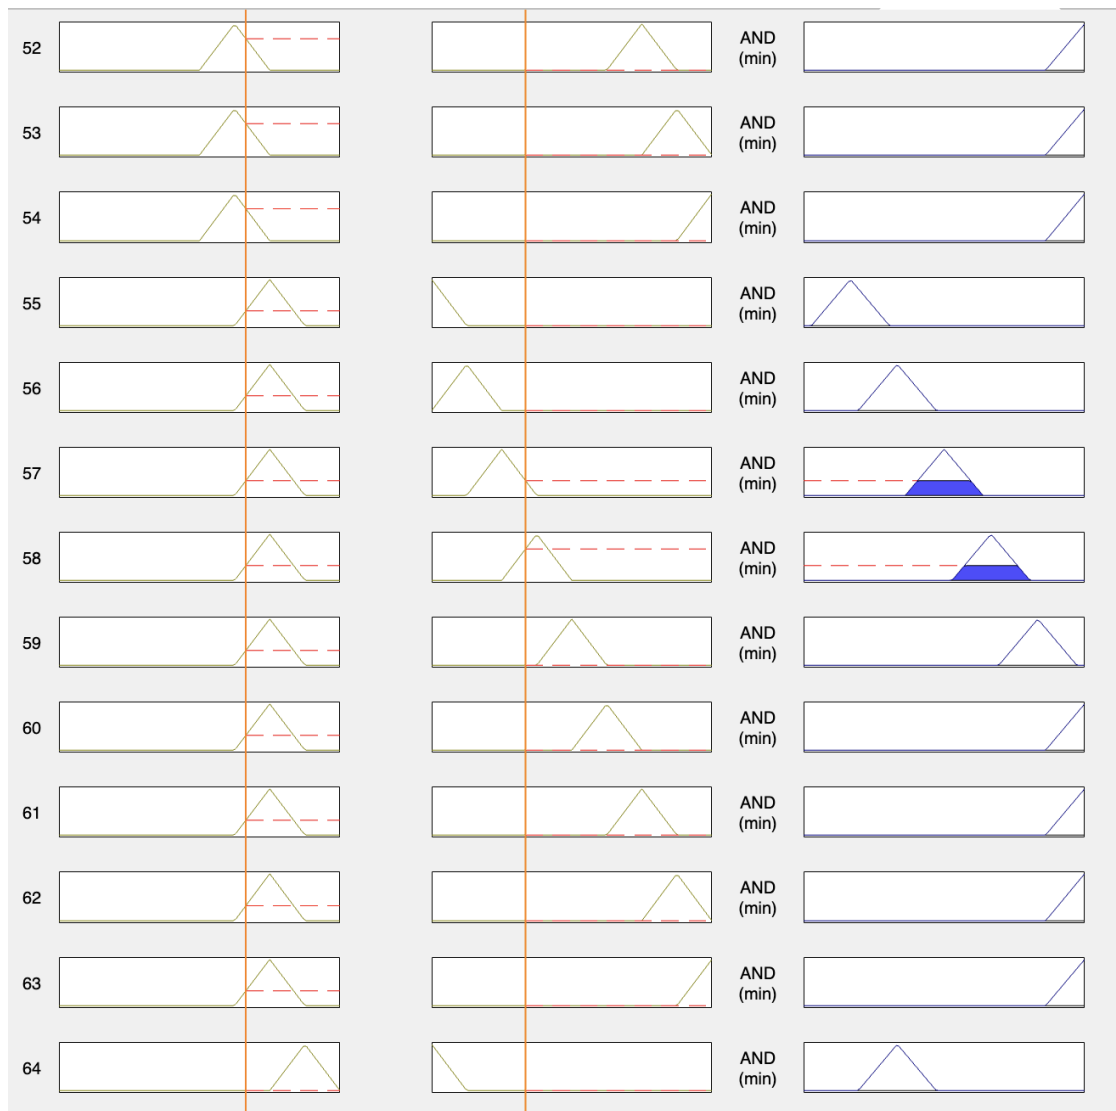 52 AND
(min)
53 AND
(min)
54 AND
(min)
55 AND
(min)
56 AND
(min)
57 AND
(min)
58 AND
(min)
59 AND
(min)
60 AND
(min)
61 AND
(min)
62 AND
(min)
63 AND
(min)
64 AND
(min)